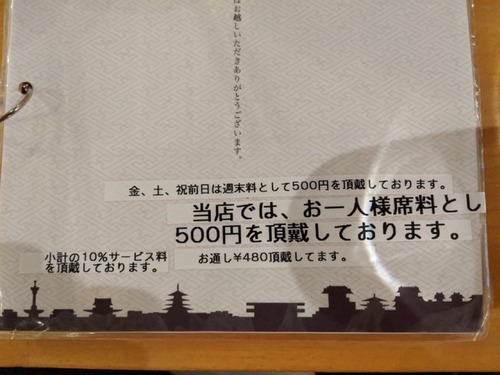 はお越しいただきありがとうございます。
金、土、祝前日は週末料として500円を頂戴しております。
当店では、お一人様席料とし
500円を頂戴しております。
小計の10%サービス料
を頂戴しております。
お通し¥480頂戴してます。